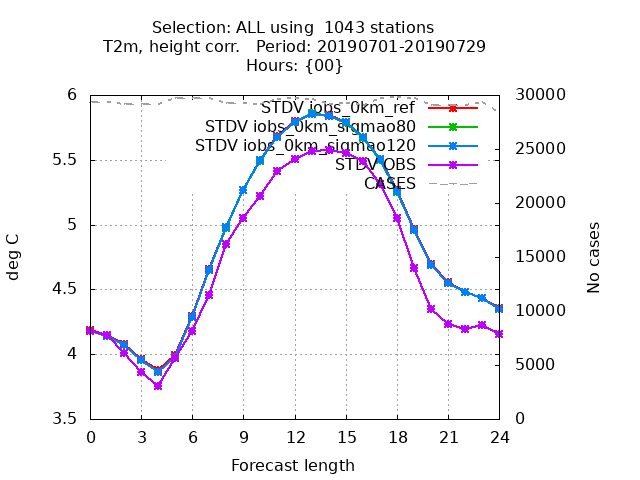 Selection: ALL using  1043 stations
T2m, height corr.   Period: 20190701-20190729
Hours: {00}
STDV iobs_0km_ref
STDV iobs_0km_sigmao80
STDV iobs_0km_sigmao120
STDV OBS
CASES
6
5.5
5
4.5
4
3.5
deg C
30000
25000
20000
15000
10000
5000
0
No cases
0 3 6 9 12 15 18 21 24
Forecast length